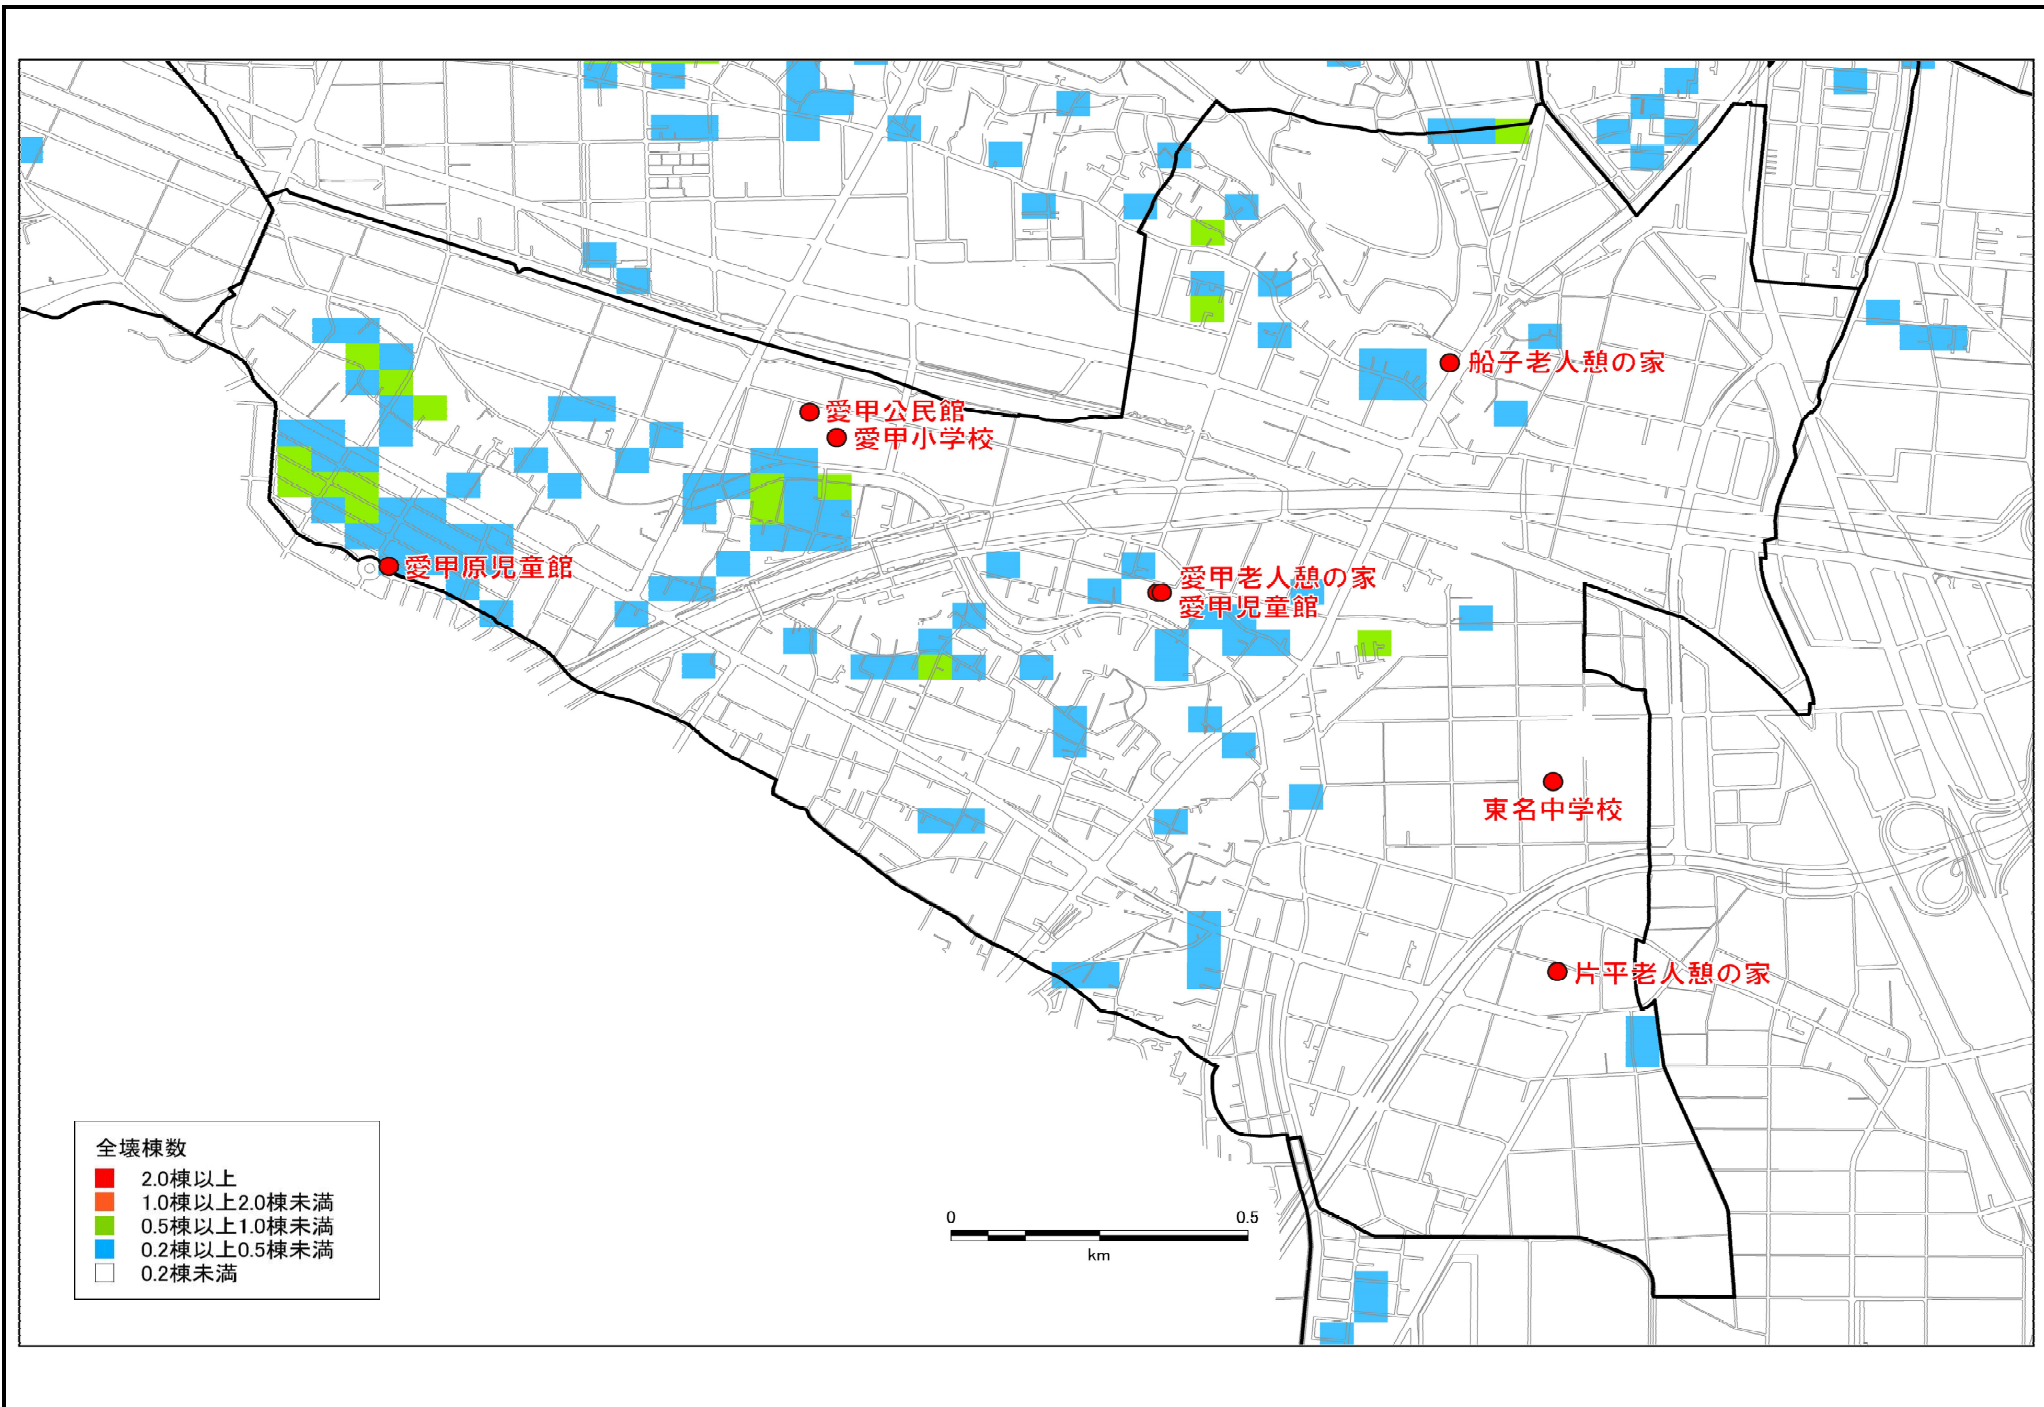 船子老人憩の家
愛甲公民館
愛甲小学校
愛甲原児童館
愛甲老人憩の家
愛甲児童館
東名中学校
片平老人憩の家
全壊棟数
2.0棟以上
1.0棟以上2.0棟未満
0.5棟以上1.0棟未満
0.2棟以上0.5棟未満
0.2棟未満
0 0.5
km